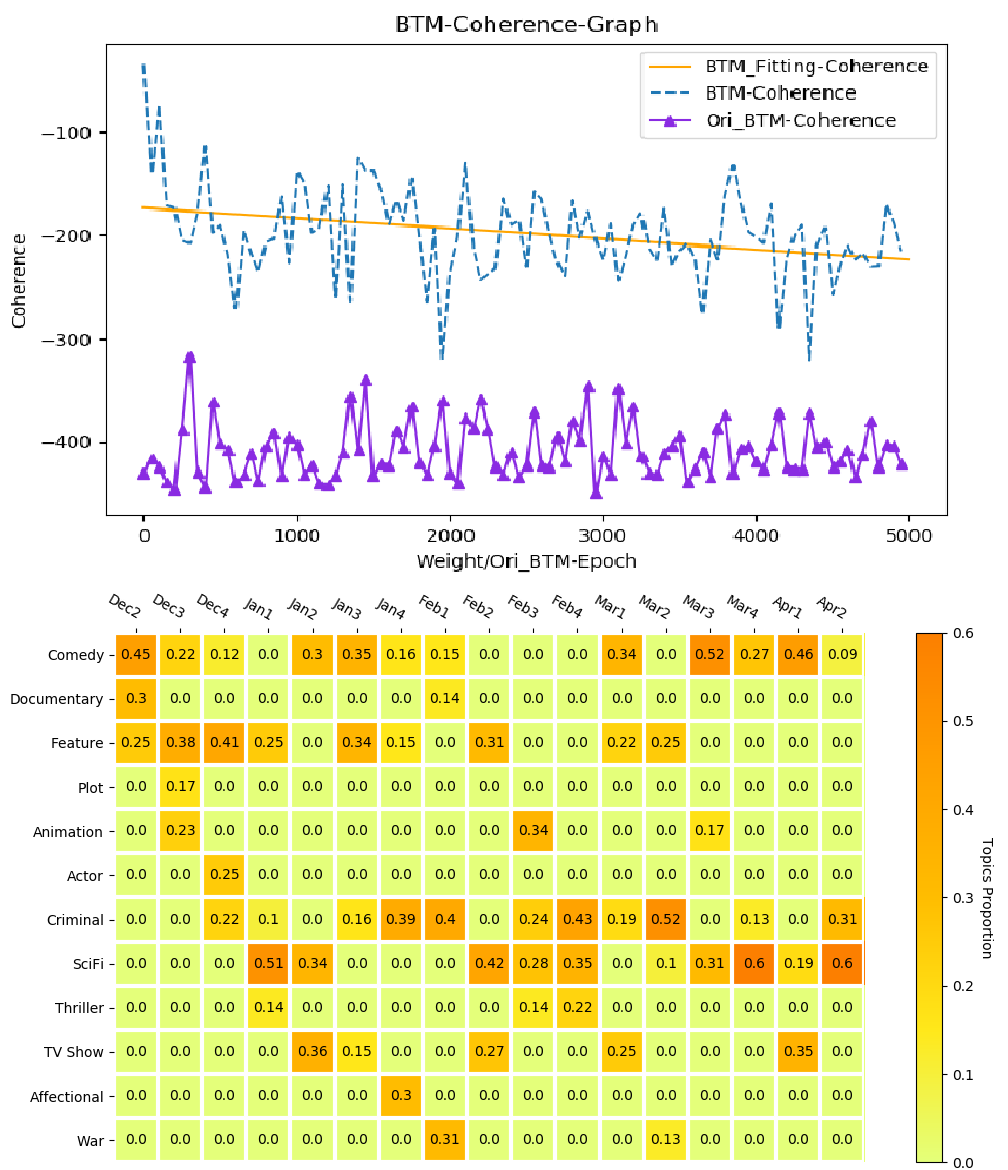 BTM-Coherence-Graph
BTM_Fitting-Coherence
BTM-Coherence
Ori_BTM-Coherence
Coherence
−100
−200
−300
−400
0 1000 2000 3000 4000 5000
Weight/Ori_BTM-Epoch
Dec2 Dec3 Dec4 Jan1 Jan2 Jan3 Jan4 Feb1 Feb2 Feb3 Feb4 Mar1 Mar2 Mar3 Mar4 Apr1 Apr2
Comedy 0.45 0.22 0.12 0.0 0.3 0.35 0.16 0.15 0.0 0.0 0.0 0.34 0.0 0.52 0.27 0.46 0.09
Documentary 0.3 0.0 0.0 0.0 0.0 0.0 0.0 0.14 0.0 0.0 0.0 0.0 0.0 0.0 0.0 0.0 0.0
Feature 0.25 0.38 0.41 0.25 0.0 0.34 0.15 0.0 0.31 0.0 0.0 0.22 0.25 0.0 0.0 0.0 0.0
Plot 0.0 0.17 0.0 0.0 0.0 0.0 0.0 0.0 0.0 0.0 0.0 0.0 0.0 0.0 0.0 0.0 0.0
Animation 0.0 0.23 0.0 0.0 0.0 0.0 0.0 0.0 0.0 0.34 0.0 0.0 0.0 0.17 0.0 0.0 0.0
Actor 0.0 0.0 0.25 0.0 0.0 0.0 0.0 0.0 0.0 0.0 0.0 0.0 0.0 0.0 0.0 0.0 0.0
Criminal 0.0 0.0 0.22 0.1 0.0 0.16 0.39 0.4 0.0 0.24 0.43 0.19 0.52 0.0 0.13 0.0 0.31
SciFi 0.0 0.0 0.0 0.51 0.34 0.0 0.0 0.0 0.42 0.28 0.35 0.0 0.1 0.31 0.6 0.19 0.6
Thriller 0.0 0.0 0.0 0.14 0.0 0.0 0.0 0.0 0.0 0.14 0.22 0.0 0.0 0.0 0.0 0.0 0.0
TV Show 0.0 0.0 0.0 0.0 0.36 0.15 0.0 0.0 0.27 0.0 0.0 0.25 0.0 0.0 0.0 0.35 0.0
Affectional 0.0 0.0 0.0 0.0 0.0 0.0 0.3 0.0 0.0 0.0 0.0 0.0 0.0 0.0 0.0 0.0 0.0
War 0.0 0.0 0.0 0.0 0.0 0.0 0.0 0.31 0.0 0.0 0.0 0.0 0.13 0.0 0.0 0.0 0.0
0.6
0.5
0.4
0.3
0.2
0.1
0.0
Topics Proportion